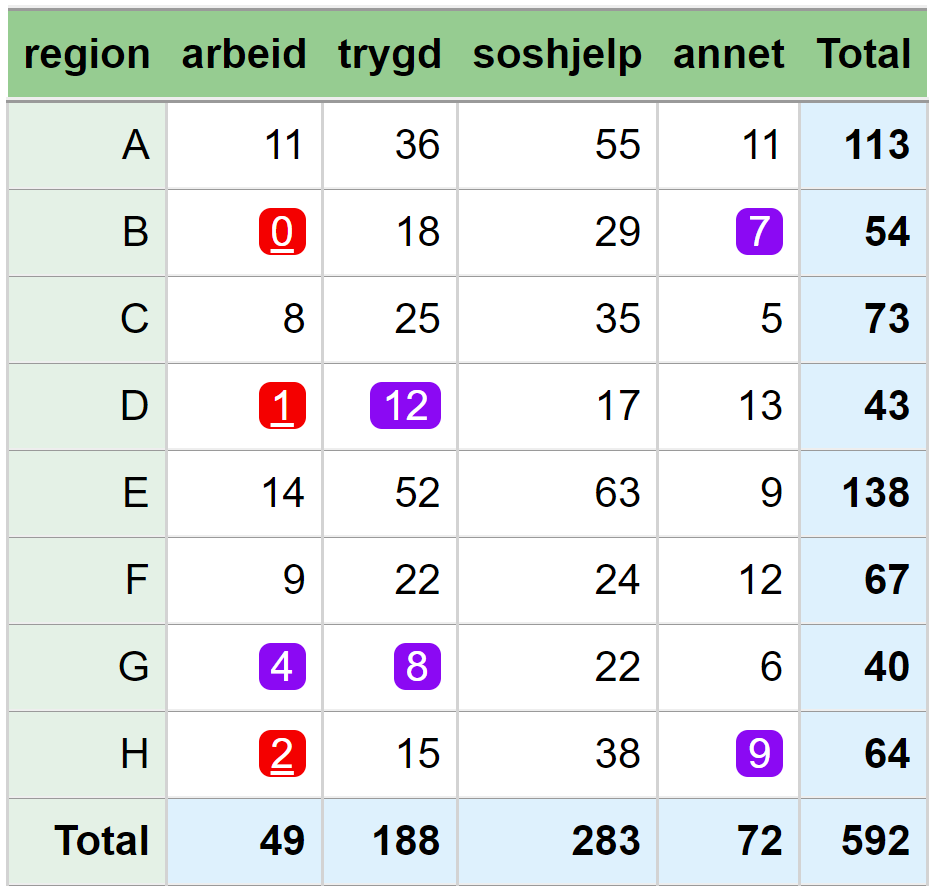 region arbeid trygd soshjelp annet Total
A 11 36 55 11 113
B 0 18 29 7 54
C 8 25 35 5 73
D 1 12 17 13 43
E 14 52 63 9 138
F 9 22 24 12 67
G 4 8 22 6 40
H 2 15 38 9 64
Total 49 188 283 72 592